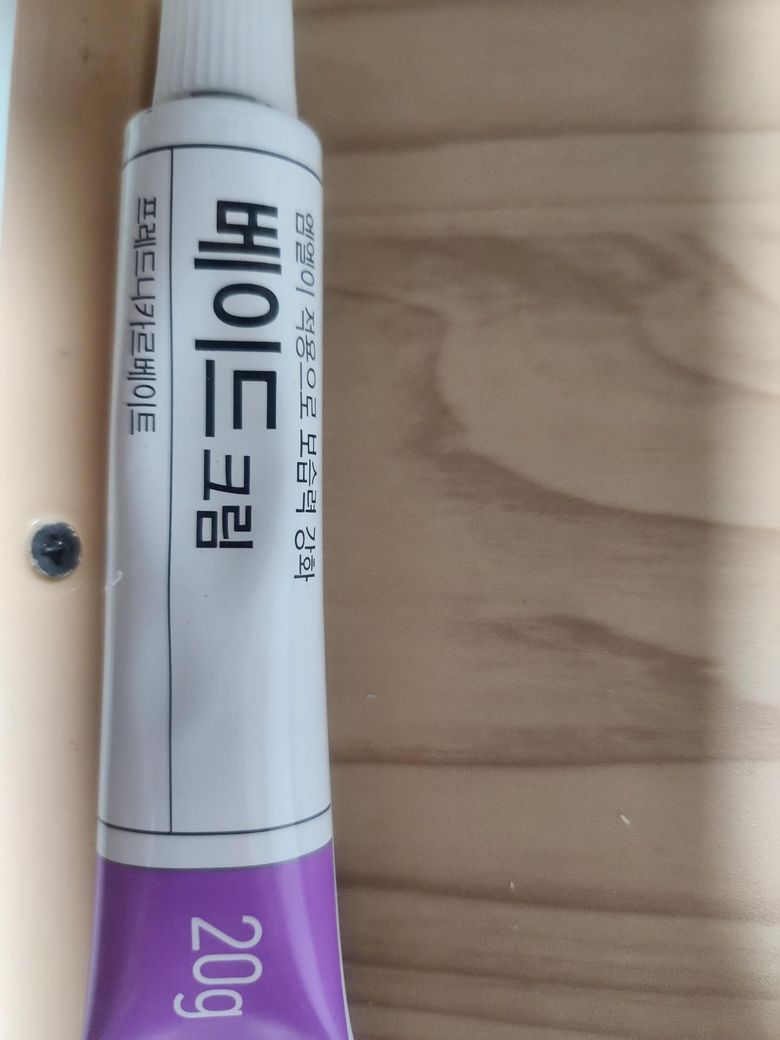 엠엘이 적용으로 보습력 강화
베이드크림
프레드니카르베이트
20g